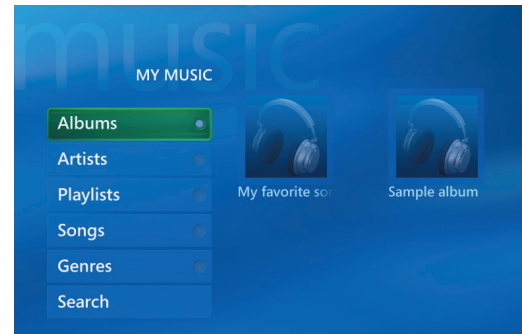 music
MY MUSIC
Albums
Artists
Playlists
Songs
Genres
Search
My favorite so
Sample album